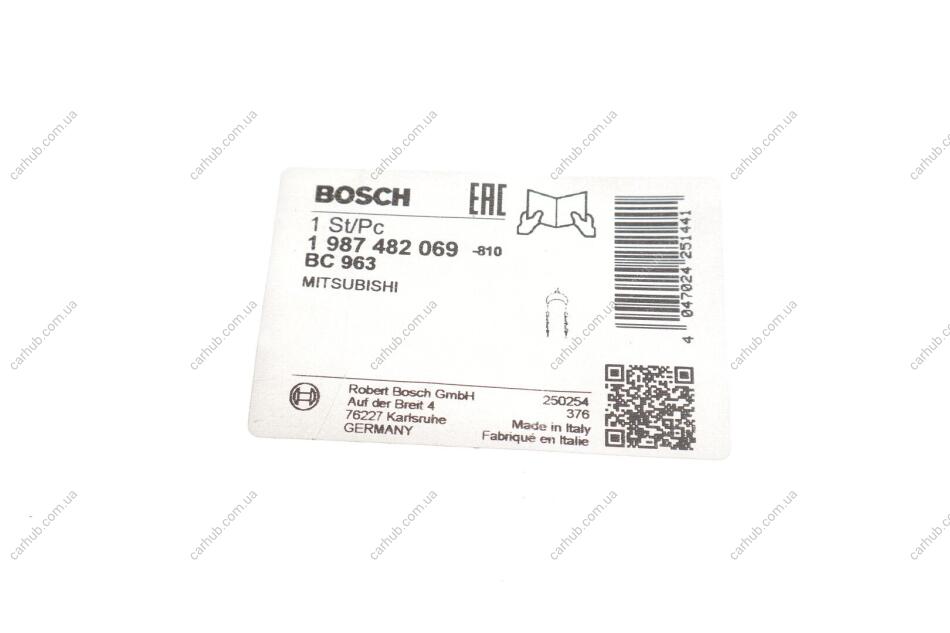 BOSCH
EAC
1 St/Pc
1 987 482 069 -810
BC 963
MITSUBISHI
4 047024 251441
Robert Bosch GmbH
Auf der Breit 4
76227 Karlsruhe
GERMANY
250254
376
Made in Italy
Fabriqué en Italie
carhub.com.ua